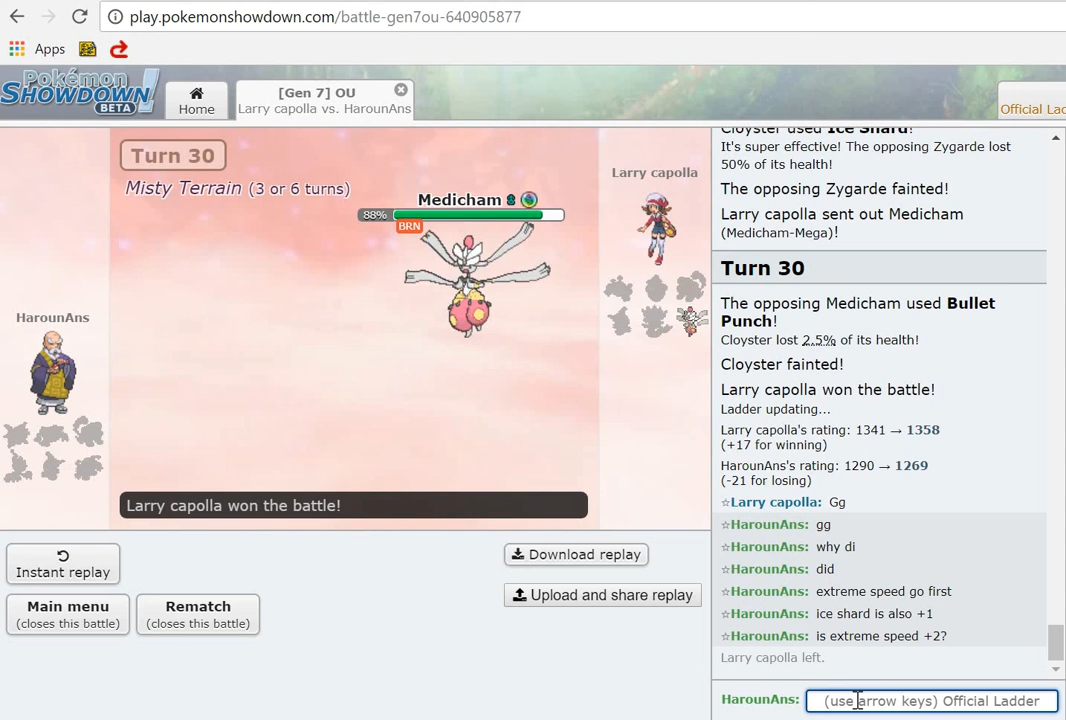 play.pokemonshowdown.com/battle-gen7ou-640905877
Apps
Pokémon
SHOWDOWN!
BETA
Home
[Gen 7] OU
Larry capolla vs. HarounAns
Official Lad
Turn 30
Misty Terrain (3 or 6 turns)
Medicham
88%
BRN
Larry capolla
HarounAns
Larry capolla won the battle!
Instant replay
Main menu
(closes this battle)
Rematch
(closes this battle)
Download replay
Upload and share replay
Cloyster used Ice Shard!
It's super effective! The opposing Zygarde lost
50% of its health!
The opposing Zygarde fainted!
Larry capolla sent out Medicham
(Medicham-Mega)!
Turn 30
The opposing Medicham used Bullet
Punch!
Cloyster lost 2.5% of its health!
Cloyster fainted!
Larry capolla won the battle!
Ladder updating...
Larry capolla's rating: 1341 → 1358
(+17 for winning)
HarounAns's rating: 1290 → 1269
(-21 for losing)
☆Larry capolla: Gg
☆HarounAns: gg
☆HarounAns: why di
☆HarounAns: did
☆HarounAns: extreme speed go first
☆HarounAns: ice shard is also +1
☆HarounAns: is extreme speed +2?
Larry capolla left.
HarounAns: (use arrow keys) Official Ladder